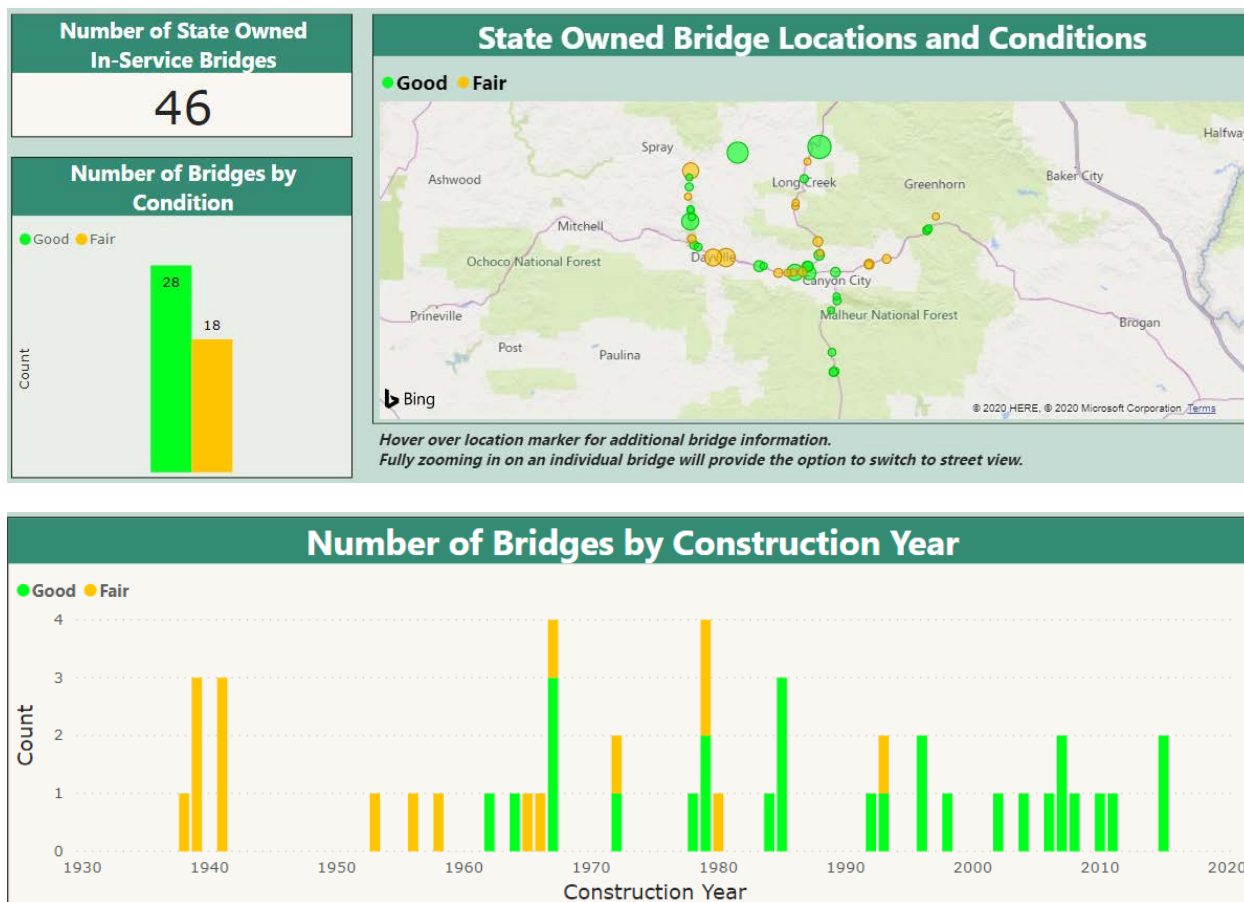 Number of State Owned
In-Service Bridges
46
Number of Bridges by
Condition
Good Fair
28
18
Count
State Owned Bridge Locations and Conditions
Good Fair
Halfway
Spray
Ashwood
Long Creek
Greenhorn
Baker City
Mitchell
Ochoco National Forest
Dayville
Canyon City
Prineville
Malheur National Forest
Brogan
Post
Paulina
Bing
© 2020 HERE, © 2020 Microsoft Corporation Terms
Hover over location marker for additional bridge information.
Fully zooming in on an individual bridge will provide the option to switch to street view.
Number of Bridges by Construction Year
Good Fair
4
3
2
1
0
Count
1930 1940 1950 1960 1970 1980 1990 2000 2010 2020
Construction Year